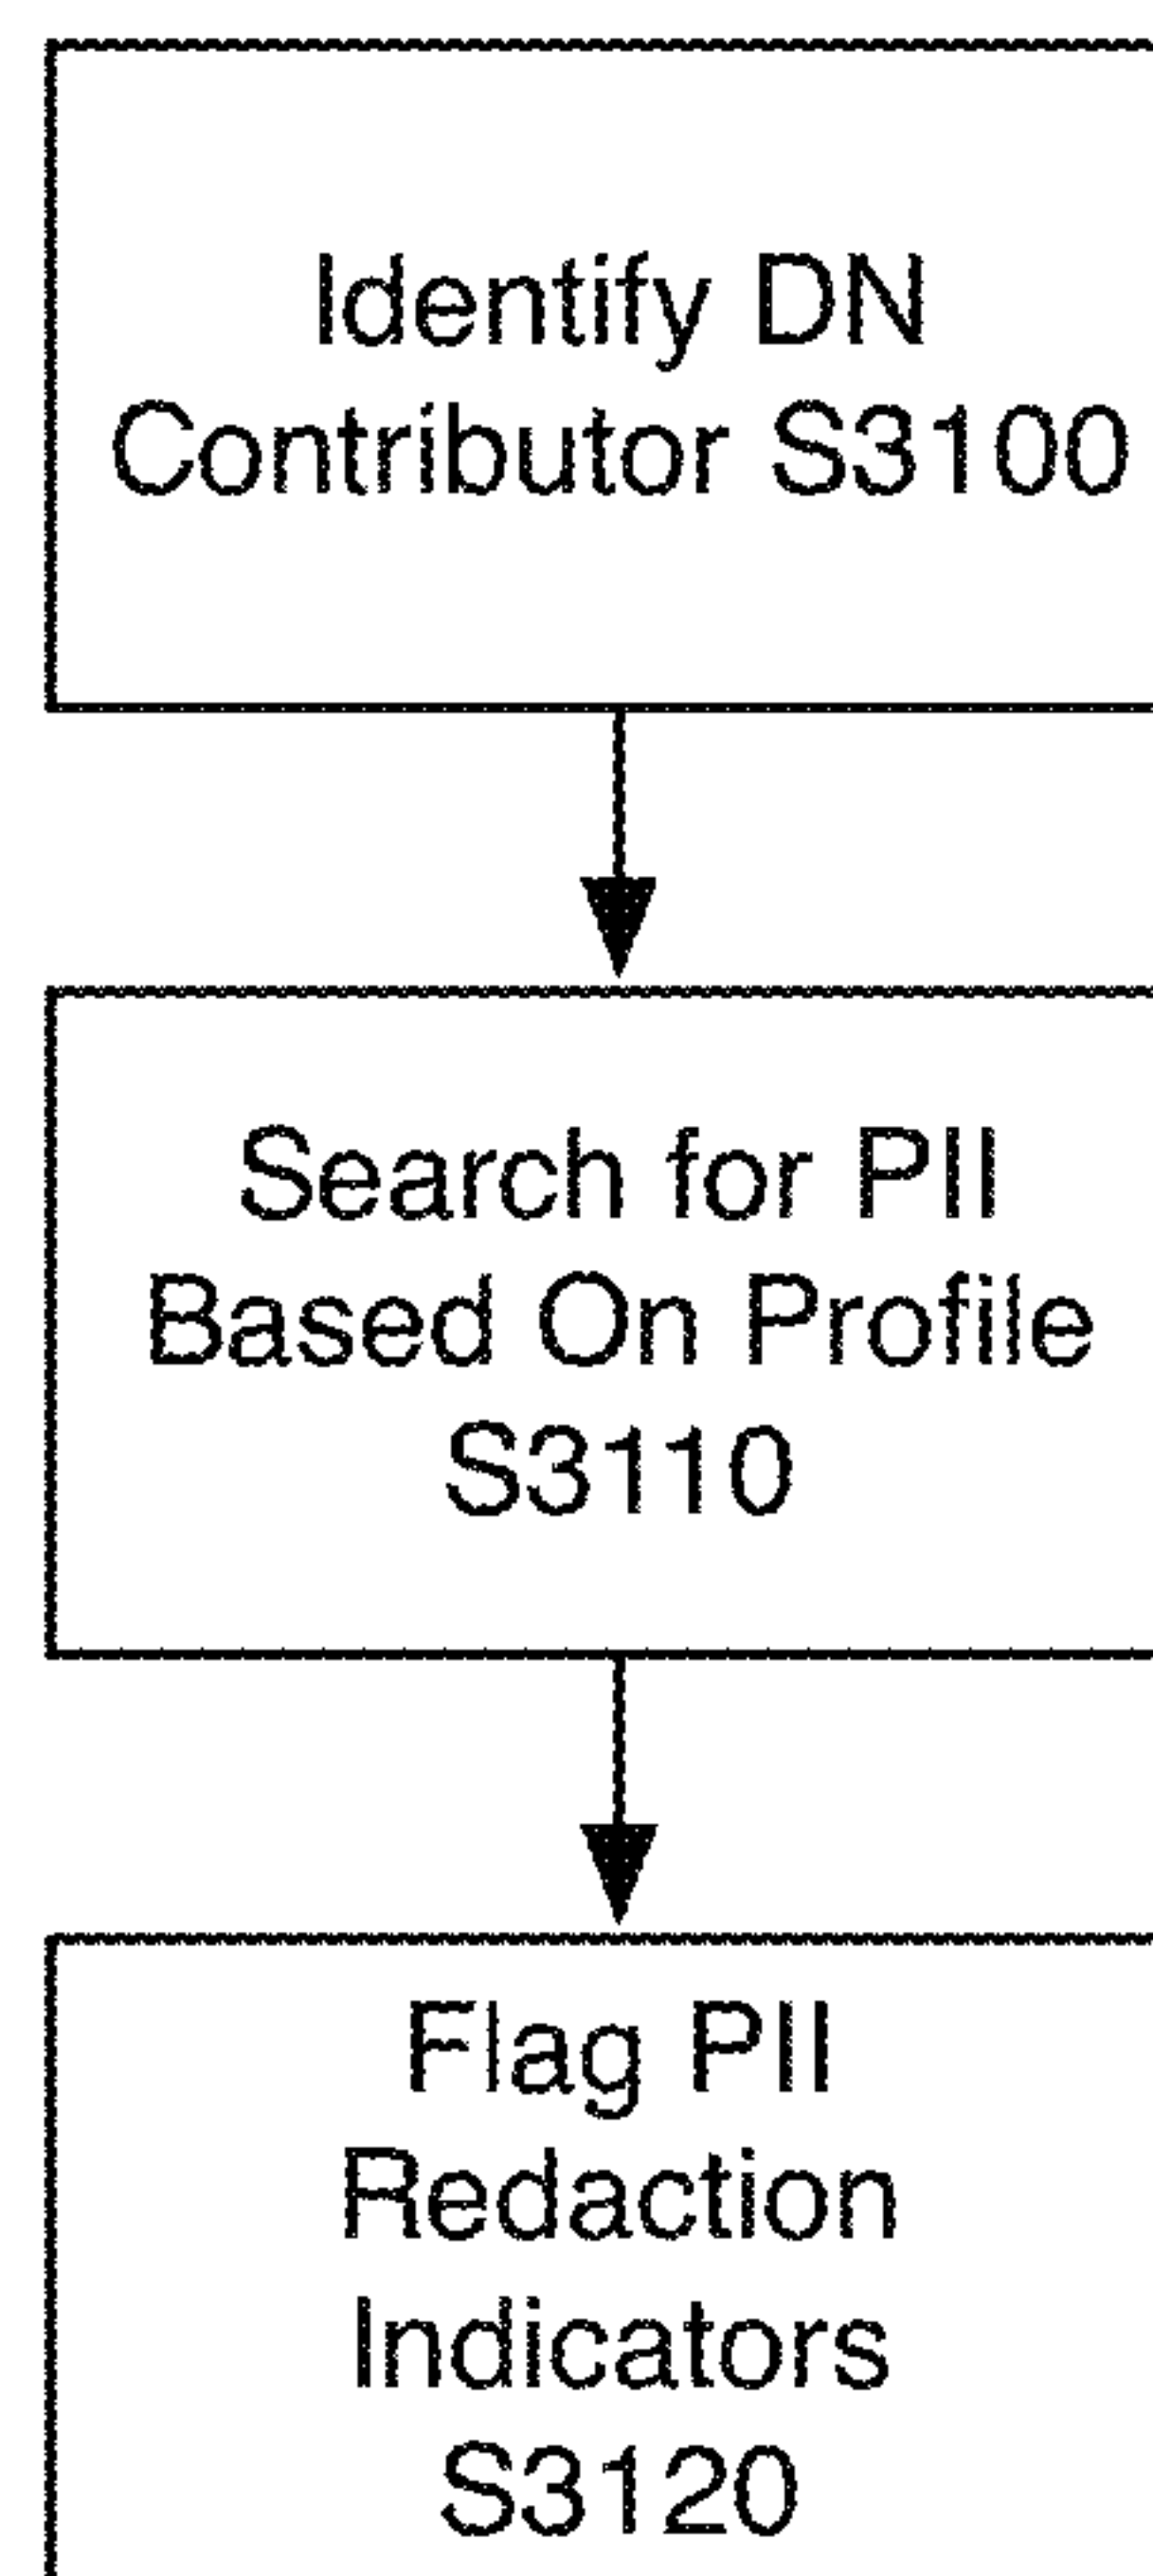 Identify DN
Contributor S3100
Search for PII
Based On Profile
S3110
Flag PII
Redaction
Indicators
S3120